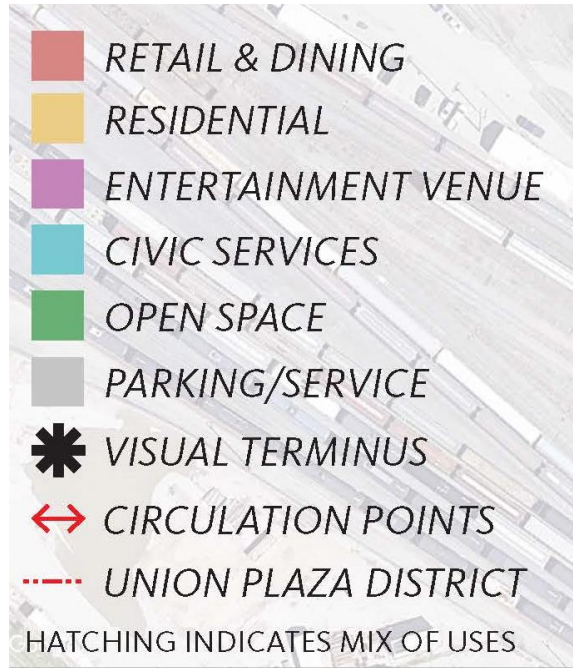 RETAIL & DINING
RESIDENTIAL
ENTERTAINMENT VENUE
CIVIC SERVICES
OPEN SPACE
PARKING/SERVICE
VISUAL TERMINUS
CIRCULATION POINTS
UNION PLAZA DISTRICT
HATCHING INDICATES MIX OF USES